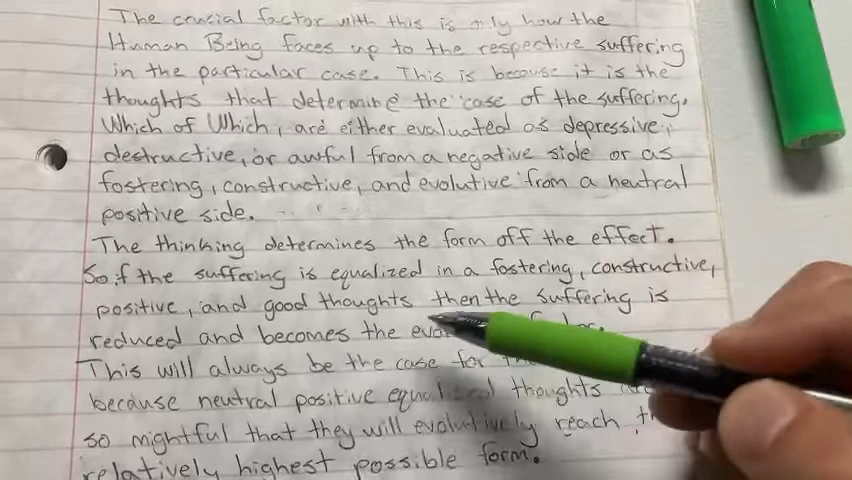 The crucial factor with this is only how the
Human Being faces up to the respective suffering
in the particular case. This is because it is the
thoughts that determine the case of the suffering.
Which of Which, are either evaluated as depressive,
destructive, or awful from a negative side or as
fostering, constructive, and evolutive from a neutral
positive side.
The thinking determines the form off the effect.
So if the suffering is equalized in a fostering, constructive,
positive, and good thoughts then the suffering is
reduced and becomes the
This will always be the case for
because neutral positive equalized thoughts
so mightful that they will evolutively reach
relatively highest possible form.